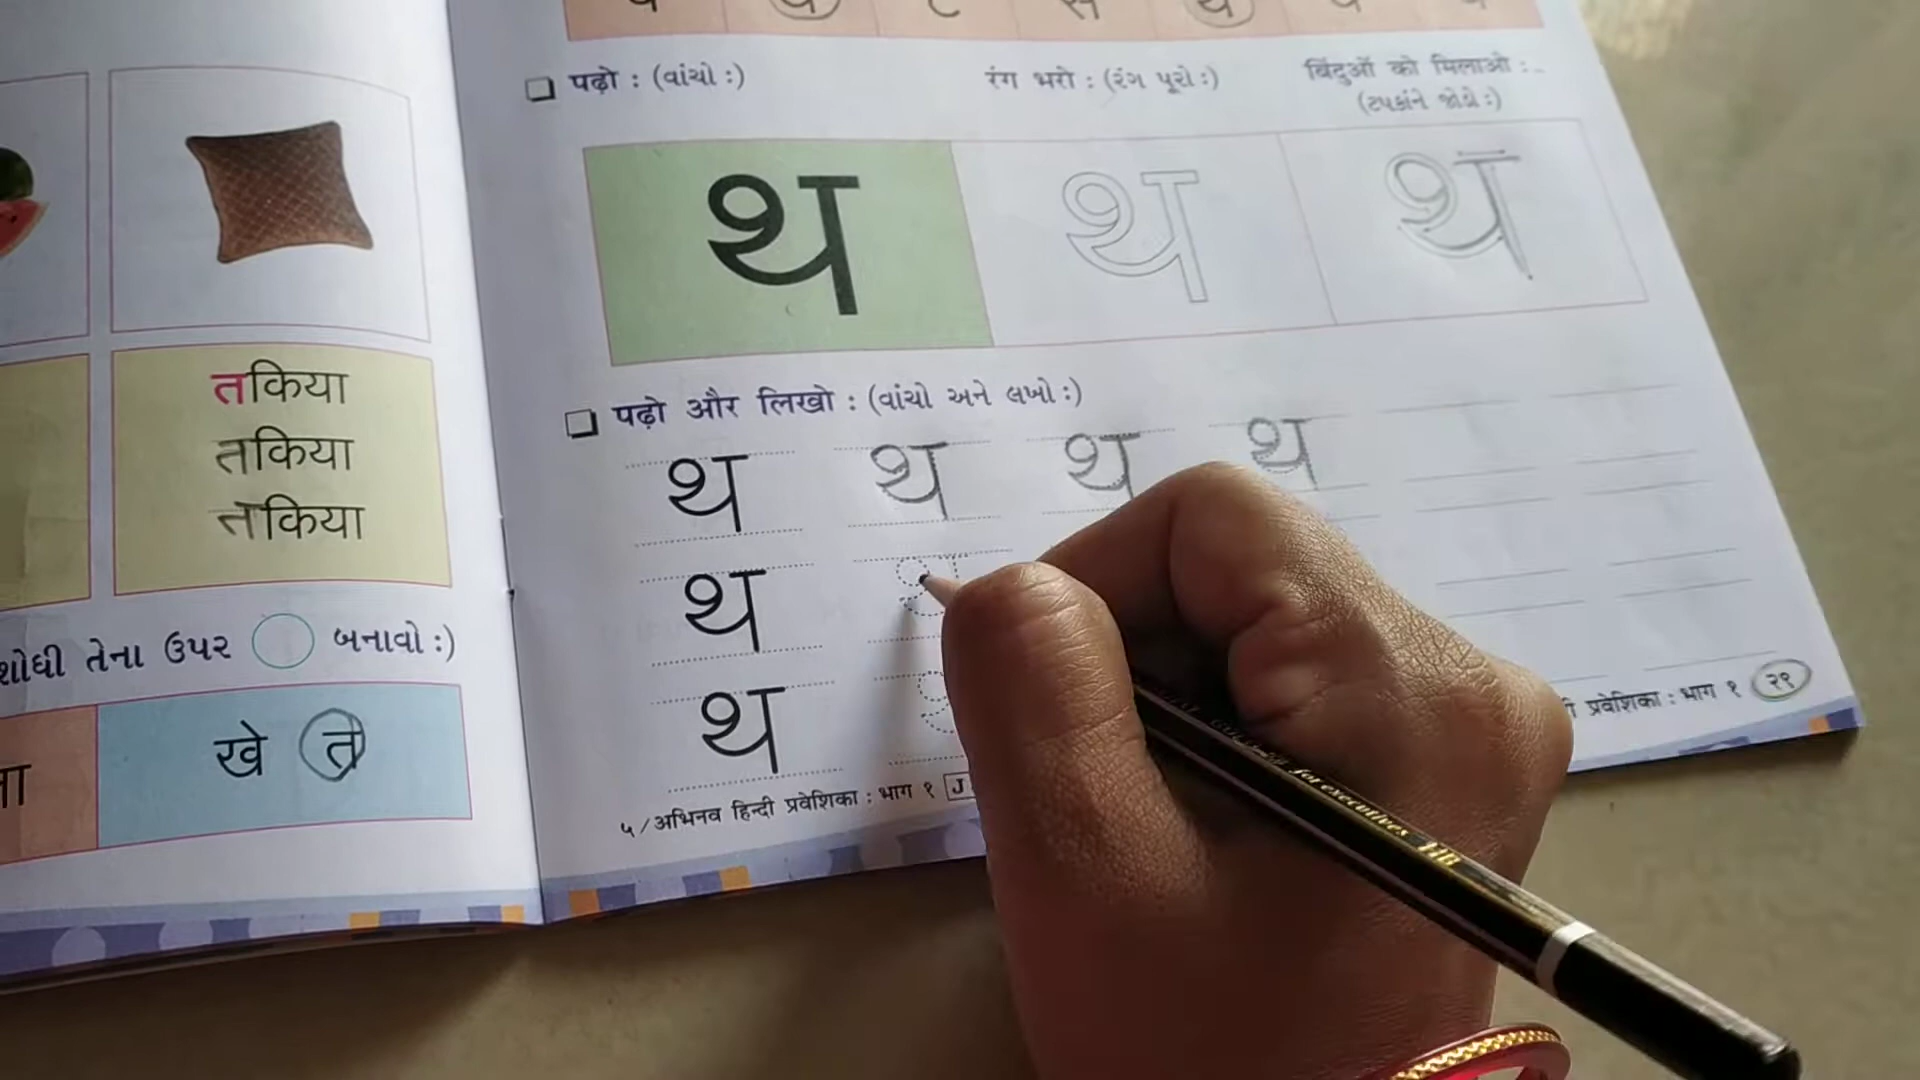 तकिया
तकिया
तकिया
શોધી તેના ઉપર બનાવો :)
खे त
पढ़ो : (વાંચો :)
रंग भरो : (રંગ પૂરો :)
बिंदुओं को मिलाओ :
(ટપકાંને જોડો :)
थ थ थ
पढ़ो और लिखो : (વાંચો અને લખો :)
थ थ थ थ
थ
थ
५ / अभिनव हिन्दी प्रवेशिका : भाग १ J
प्रवेशिका : भाग १ २९